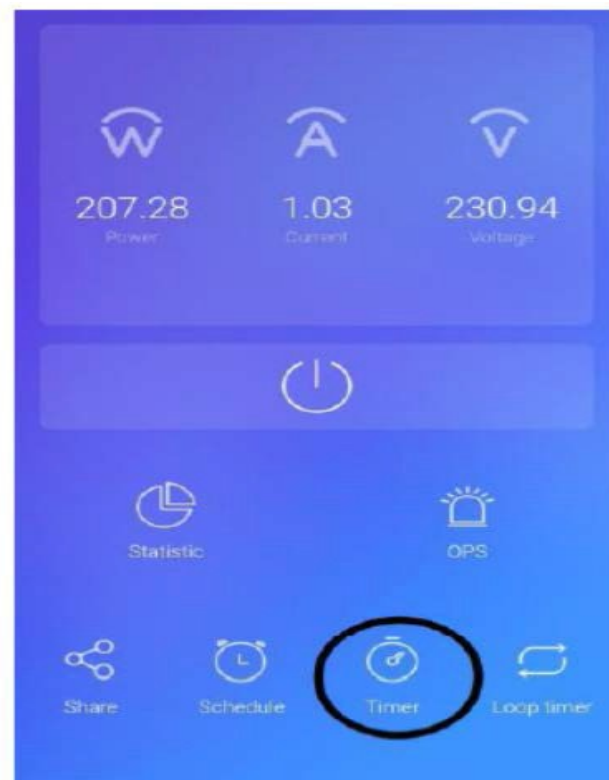 W A V
207.28 1.03 230.94
Power Current Voltage
Statistic OPS
Share Schedule Timer Loop timer